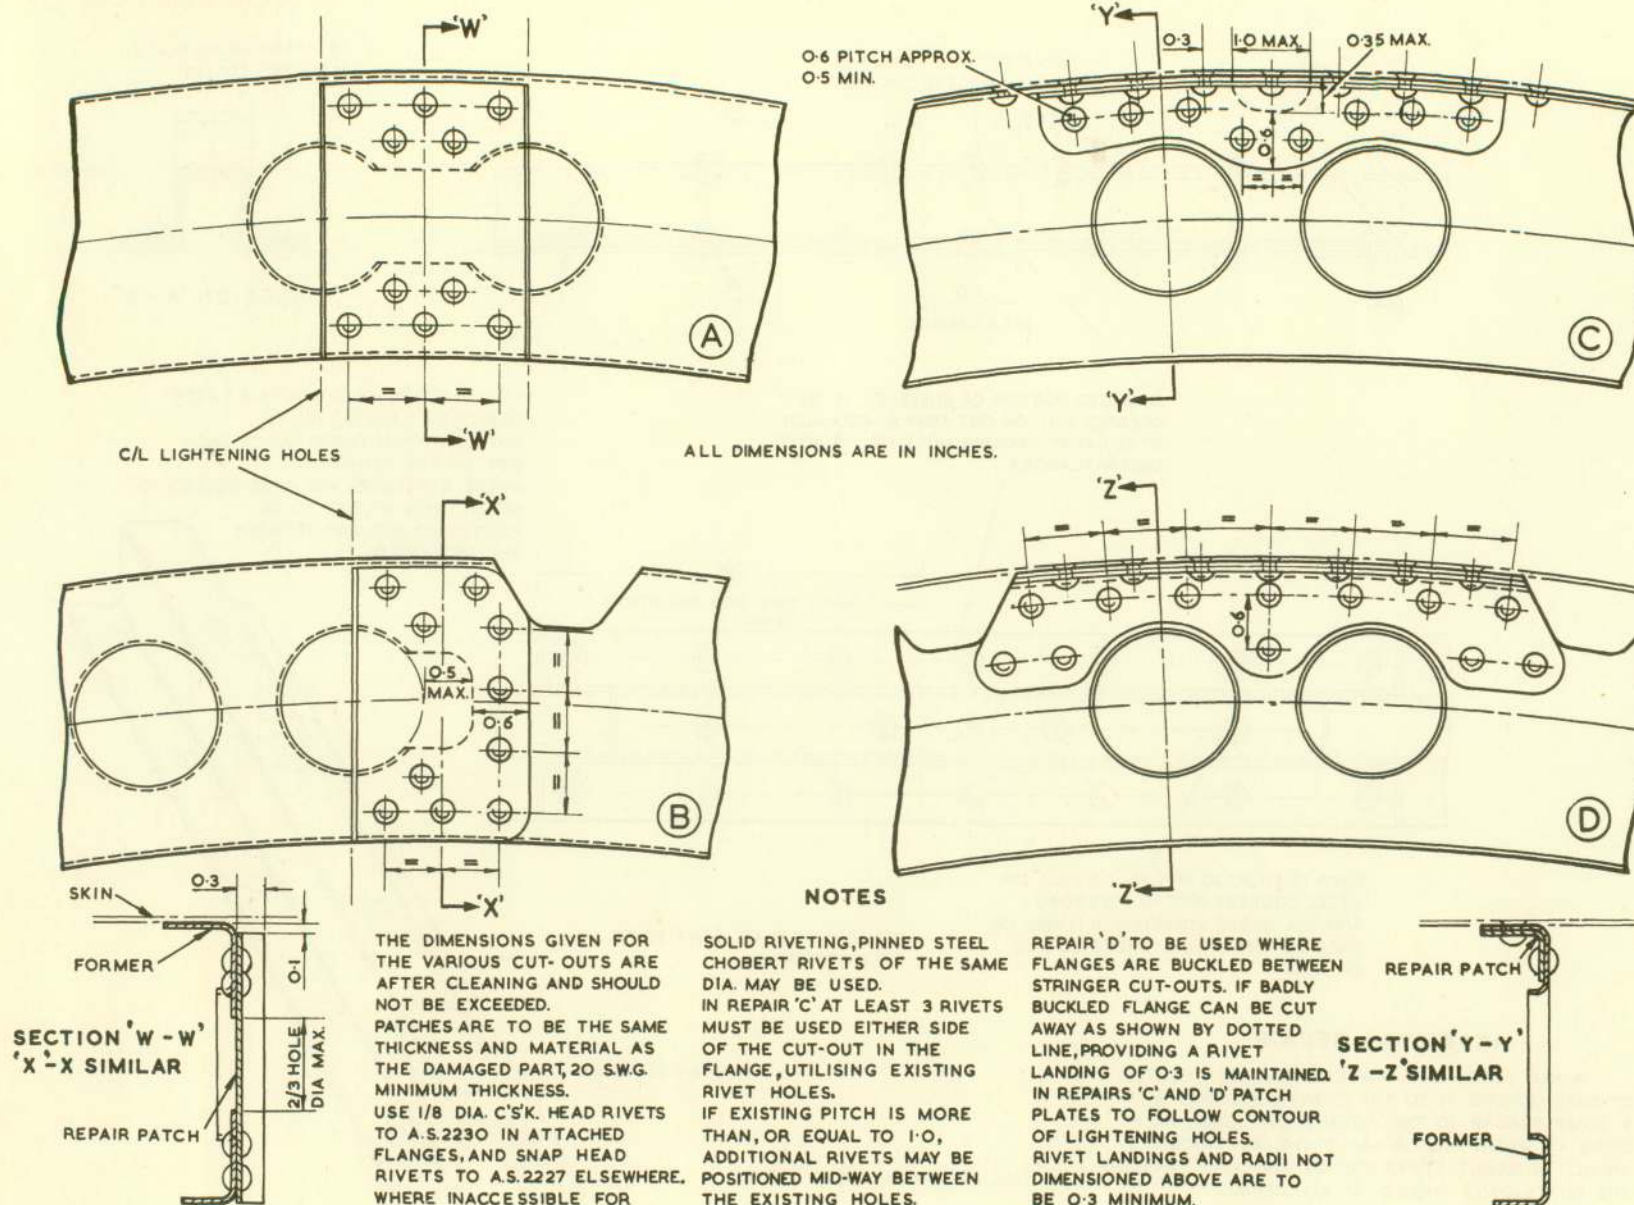 'W'
'W'
A
C/L LIGHTENING HOLES
'Y'
0·6 PITCH APPROX.
0·5 MIN.
0·3
1·0 MAX.
0·35 MAX.
0·6
C
'Y'
ALL DIMENSIONS ARE IN INCHES.
'X'
0·5
MAX.
0·6
B
'X'
'Z'
0·6
D
'Z'
SKIN
0·3
FORMER
0·1
SECTION 'W - W'
'X'-X SIMILAR
2/3 HOLE
DIA MAX.
REPAIR PATCH
NOTES
THE DIMENSIONS GIVEN FOR
THE VARIOUS CUT- OUTS ARE
AFTER CLEANING AND SHOULD
NOT BE EXCEEDED.
PATCHES ARE TO BE THE SAME
THICKNESS AND MATERIAL AS
THE DAMAGED PART, 20 S.W.G.
MINIMUM THICKNESS.
USE 1/8 DIA. C'S'K. HEAD RIVETS
TO A.S.2230 IN ATTACHED
FLANGES, AND SNAP HEAD
RIVETS TO A.S.2227 ELSEWHERE.
WHERE INACCESSIBLE FOR
SOLID RIVETING, PINNED STEEL
CHOBERT RIVETS OF THE SAME
DIA. MAY BE USED.
IN REPAIR 'C' AT LEAST 3 RIVETS
MUST BE USED EITHER SIDE
OF THE CUT-OUT IN THE
FLANGE, UTILISING EXISTING
RIVET HOLES.
IF EXISTING PITCH IS MORE
THAN, OR EQUAL TO 1·0,
ADDITIONAL RIVETS MAY BE
POSITIONED MID-WAY BETWEEN
THE EXISTING HOLES.
REPAIR 'D' TO BE USED WHERE
FLANGES ARE BUCKLED BETWEEN
STRINGER CUT-OUTS. IF BADLY
BUCKLED FLANGE CAN BE CUT
AWAY AS SHOWN BY DOTTED
LINE, PROVIDING A RIVET
LANDING OF 0·3 IS MAINTAINED.
IN REPAIRS 'C' AND 'D' PATCH
PLATES TO FOLLOW CONTOUR
OF LIGHTENING HOLES.
RIVET LANDINGS AND RADII NOT
DIMENSIONED ABOVE ARE TO
BE 0·3 MINIMUM.
REPAIR PATCH
SECTION 'Y - Y'
'Z - Z' SIMILAR
FORMER